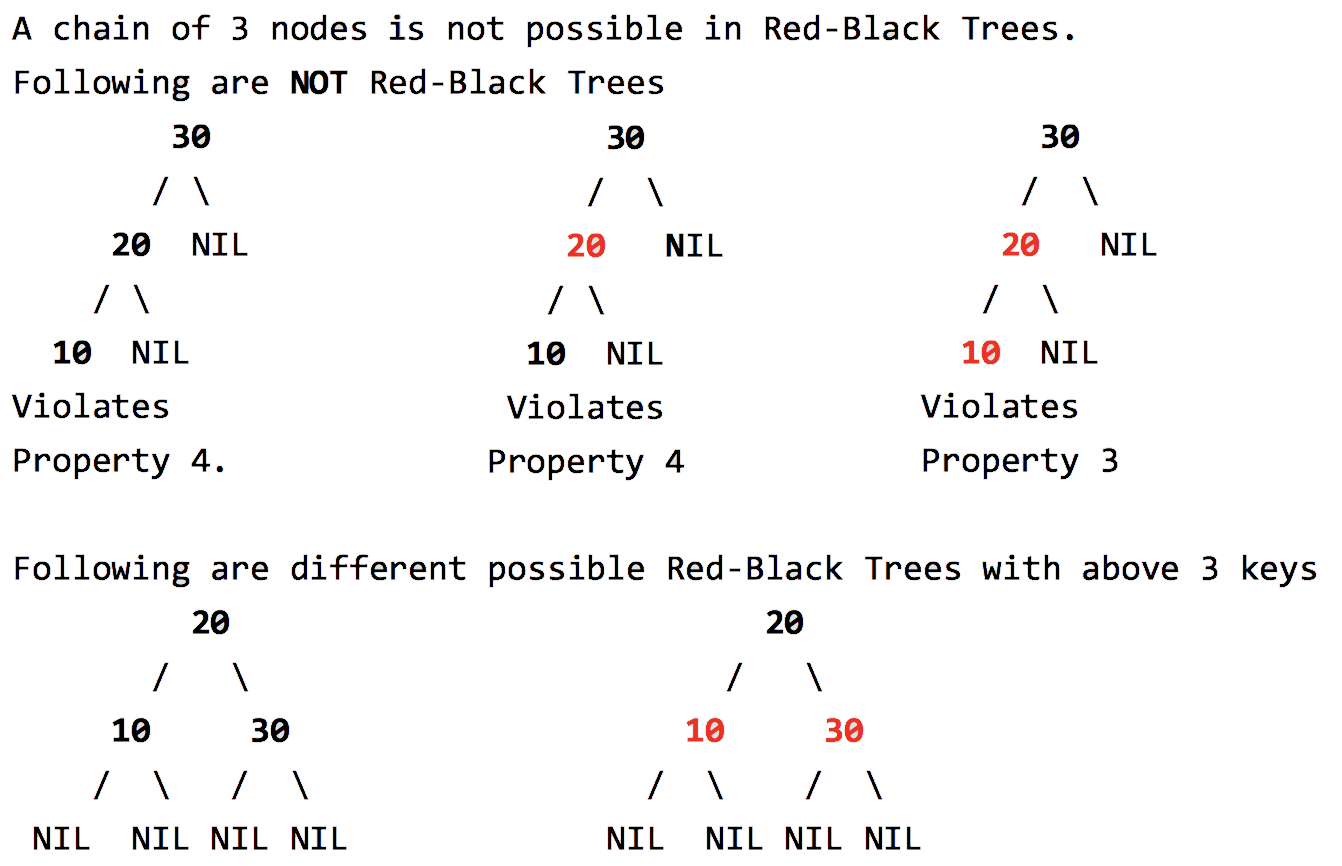 A chain of 3 nodes is not possible in Red-Black Trees.
Following are NOT Red-Black Trees
30 30 30
/ \ / \ / \
20 NIL 20 NIL 20 NIL
/ \ / \ / \
10 NIL 10 NIL 10 NIL
Violates Violates Violates
Property 4. Property 4 Property 3
Following are different possible Red-Black Trees with above 3 keys
20 20
/ \ / \
10 30 10 30
/ \ / \ / \ / \
NIL NIL NIL NIL NIL NIL NIL NIL